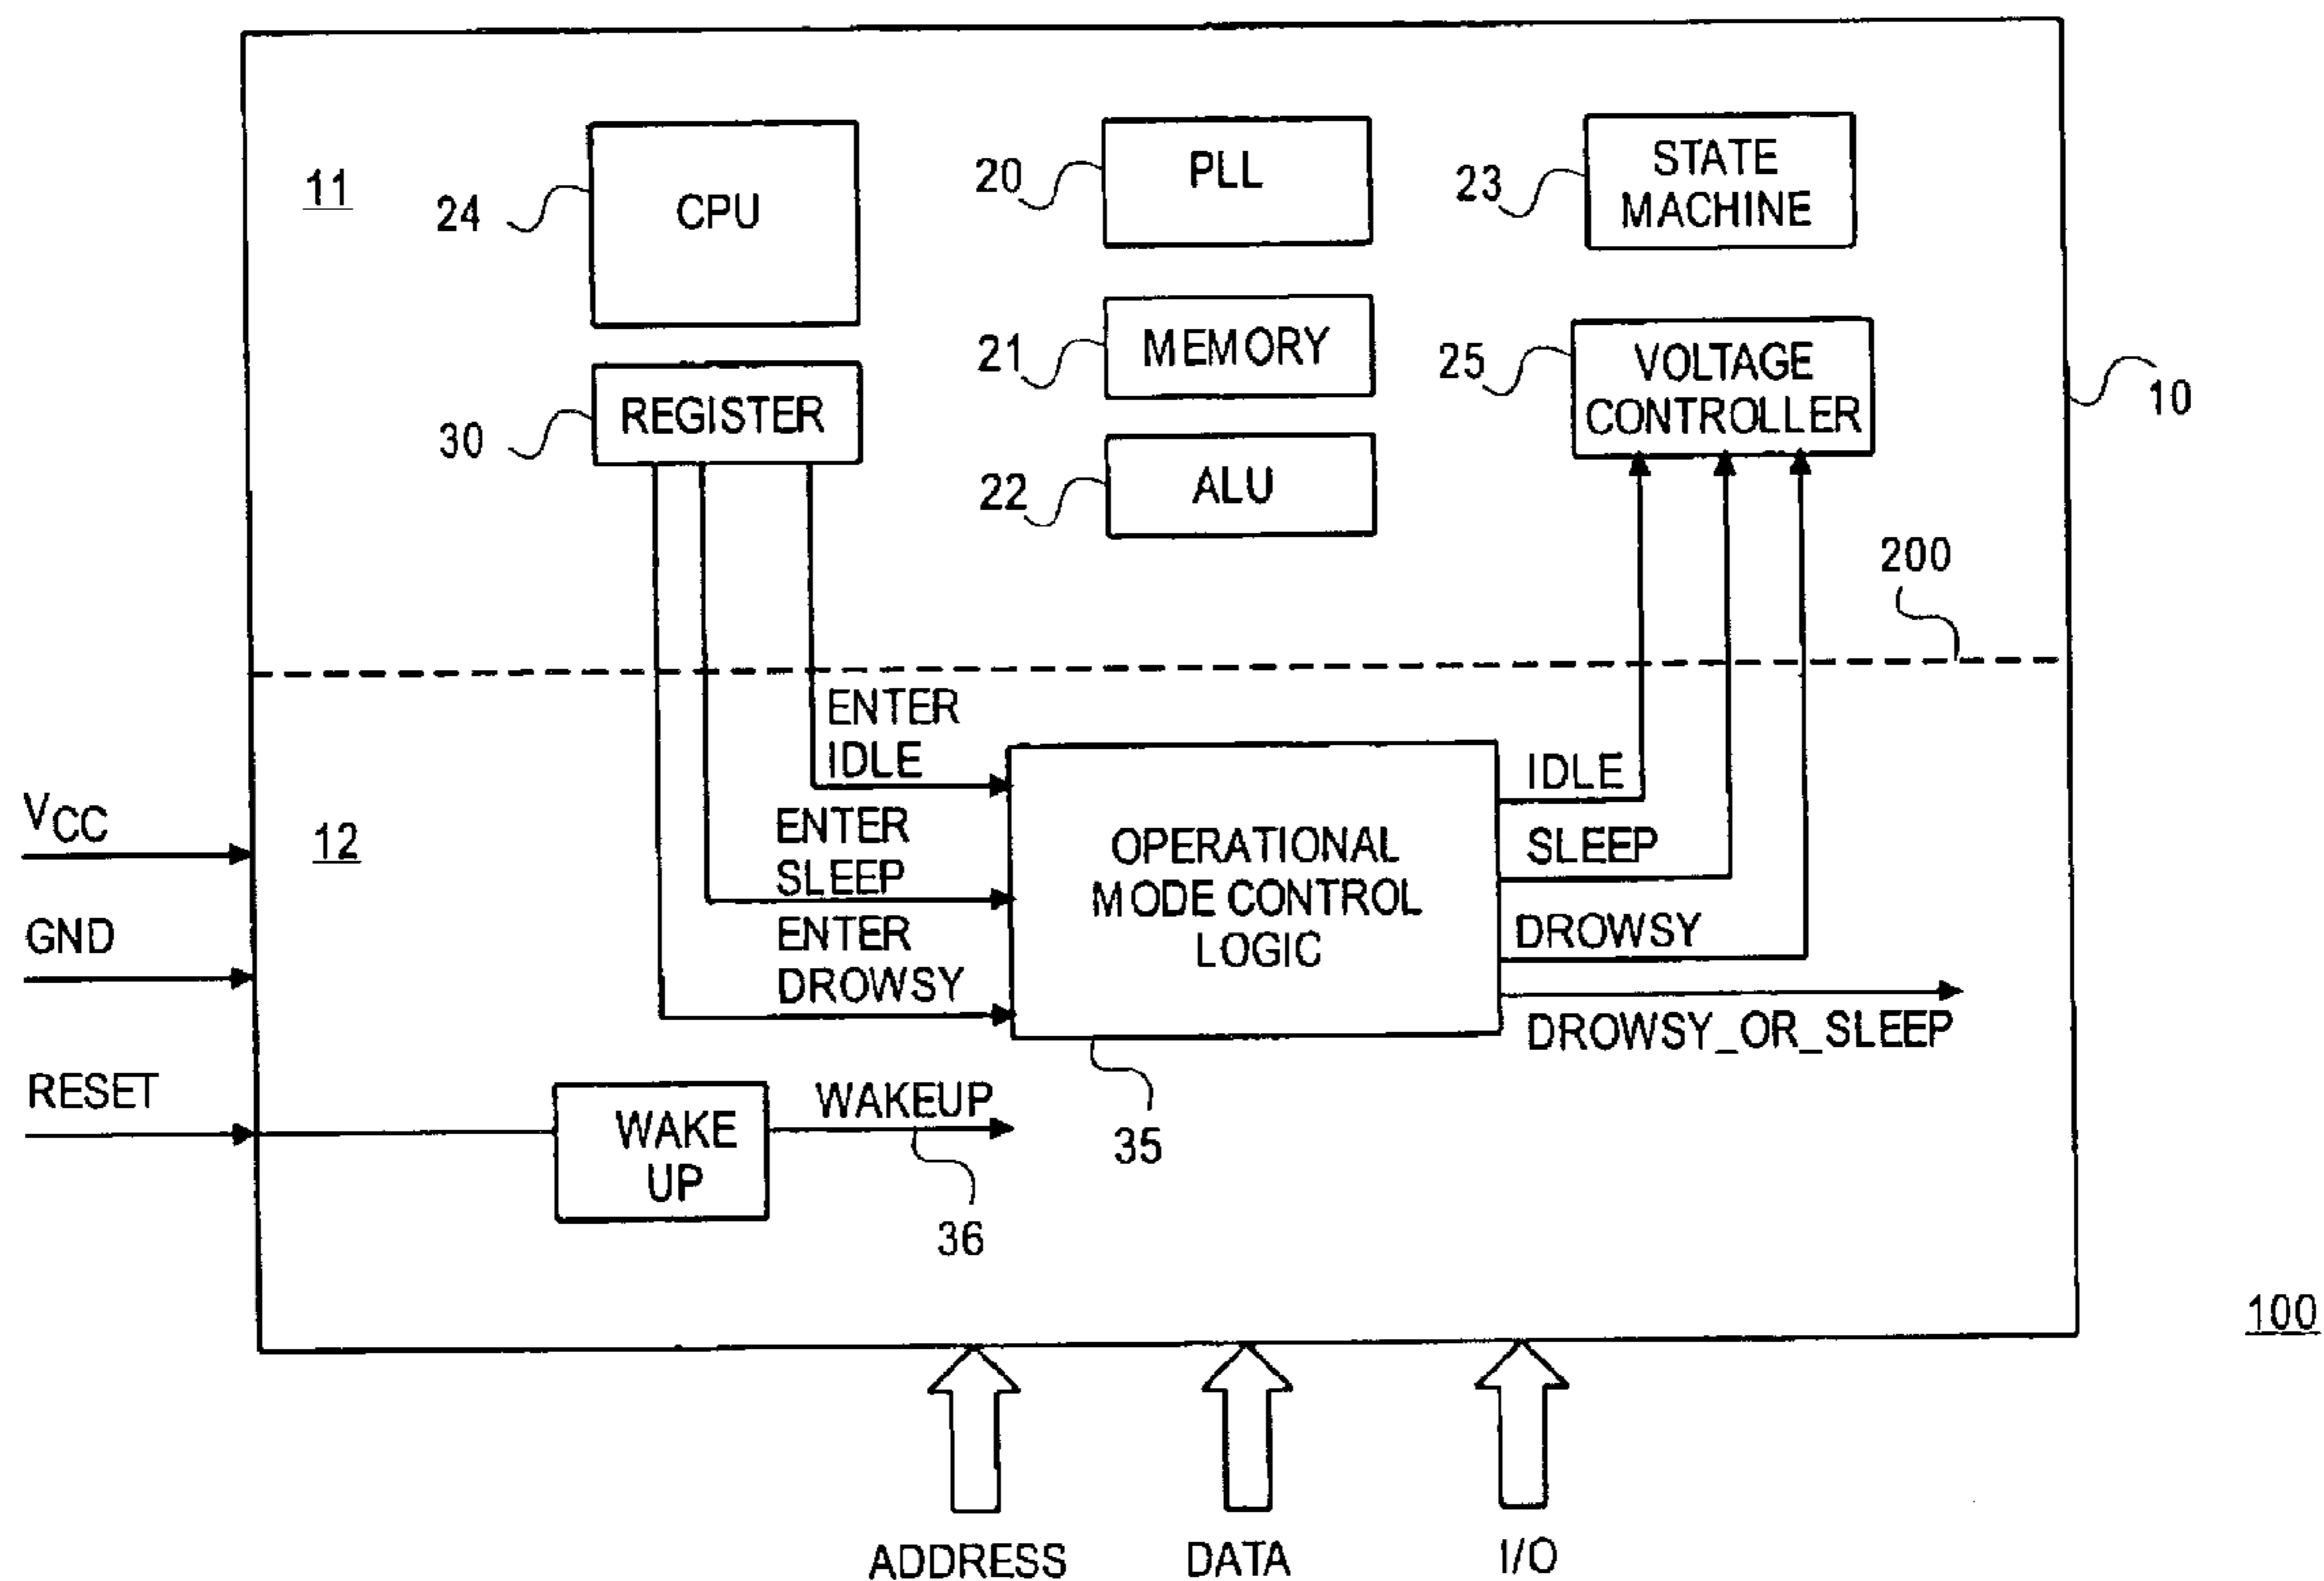 11
24
CPU
20
PLL
23
STATE
MACHINE
21
MEMORY
25
VOLTAGE
CONTROLLER
10
30
REGISTER
22
ALU
200
ENTER
IDLE
ENTER
SLEEP
ENTER
DROWSY
OPERATIONAL
MODE CONTROL
LOGIC
IDLE
SLEEP
DROWSY
DROWSY_OR_SLEEP
VCC
12
GND
RESET
WAKE
UP
WAKEUP
36
35
100
ADDRESS
DATA
I/O